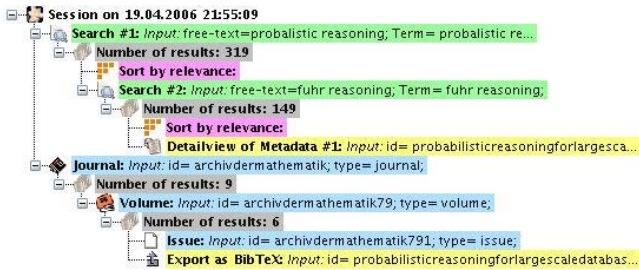 Session on 19.04.2006 21:55:09
Search #1: Input: free-text=probalistic reasoning; Term= probalistic re...
Number of results: 319
Sort by relevance:
Search #2: Input: free-text=fuhr reasoning; Term= fuhr reasoning;
Number of results: 149
Sort by relevance:
Detailview of Metadata #1: Input: id= probabilisticreasoningforlargesca...
Journal: Input: id= archivdermathematik; type= journal;
Number of results: 9
Volume: Input: id= archivdermathematik79; type= volume;
Number of results: 6
Issue: Input: id= archivdermathematik791; type= issue;
Export as BibTeX: Input: id= probabilisticreasoningforlargescaledatabas...